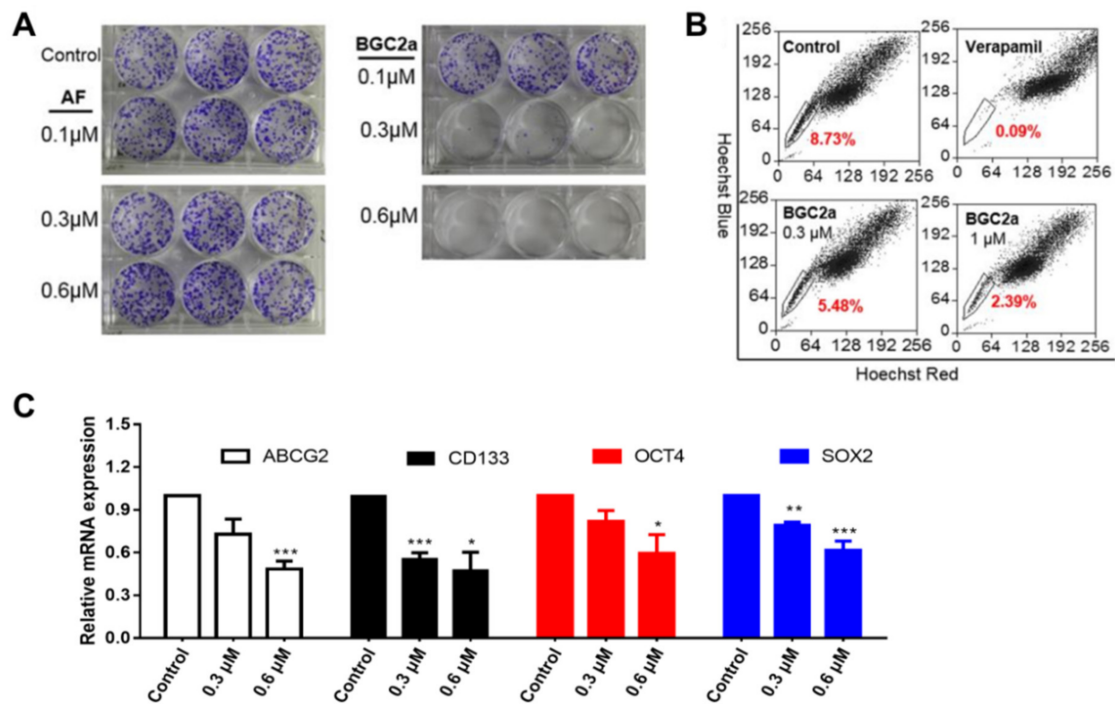 A
Control
AF
0.1μM
0.3μM
0.6μM
BGC2a
0.1μM
0.3μM
0.6μM
B
Hoechst Blue
256
192
128
64
0
Control
8.73%
0 64 128 192 256
256
192
128
64
0
Verapamil
0.09%
0 64 128 192 256
256
192
128
64
0
BGC2a
0.3 μM
5.48%
0 64 128 192 256
256
192
128
64
0
BGC2a
1 μM
2.39%
0 64 128 192 256
Hoechst Red
C
Relative mRNA expression
1.5
1.2
0.9
0.6
0.3
0.0
ABCG2 CD133 OCT4 SOX2
*** *** * * ** ***
Control 0.3 μM 0.6 μM Control 0.3 μM 0.6 μM Control 0.3 μM 0.6 μM Control 0.3 μM 0.6 μM